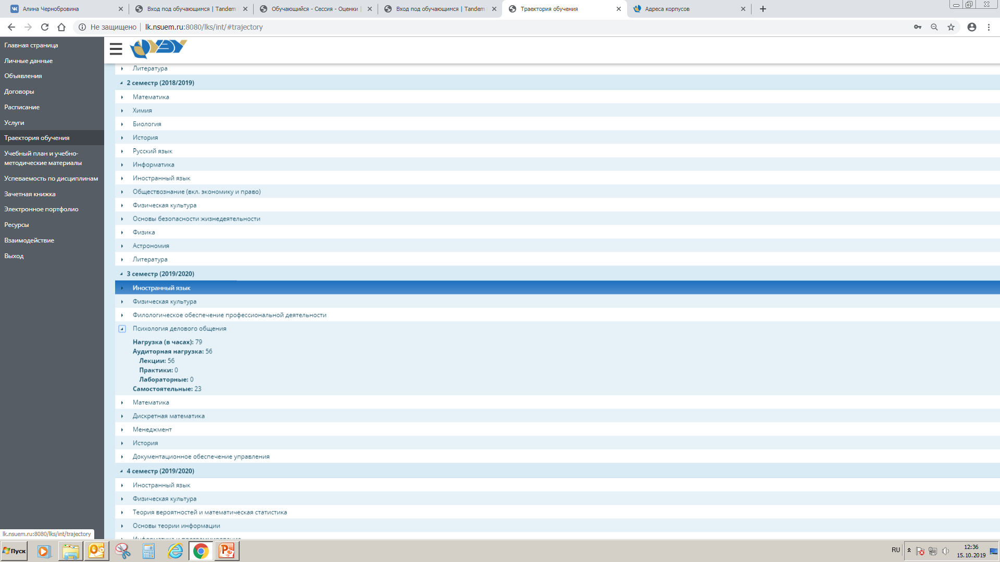 Алина Чернобровина
Вход под обучающимся | Tandem
Обучающийся - Сессия - Оценки |
Вход под обучающимся | Tandem
Траектория обучения
Адреса корпусов
Не защищено | lk.nsuem.ru:8080/lks/int/#trajectory
Главная страница
Личные данные
Объявления
Договоры
Расписание
Услуги
Траектория обучения
Учебный план и учебно-
методические материалы
Успеваемость по дисциплинам
Зачетная книжка
Электронное портфолио
Ресурсы
Взаимодействие
Выход
Литература
2 семестр (2018/2019)
Математика
Химия
Биология
История
Русский язык
Информатика
Иностранный язык
Обществознание (вкл. экономику и право)
Физическая культура
Основы безопасности жизнедеятельности
Физика
Астрономия
Литература
3 семестр (2019/2020)
Иностранный язык
Физическая культура
Филологическое обеспечение профессиональной деятельности
Психология делового общения
Нагрузка (в часах): 79
Аудиторная нагрузка: 56
Лекции: 56
Практики: 0
Лабораторные: 0
Самостоятельные: 23
Математика
Дискретная математика
Менеджмент
История
Документационное обеспечение управления
4 семестр (2019/2020)
Иностранный язык
Физическая культура
Теория вероятностей и математическая статистика
Основы теории информации
Информатика и программирование
lk.nsuem.ru:8080/lks/int/trajectory
Пуск
RU
12:36
15.10.2019